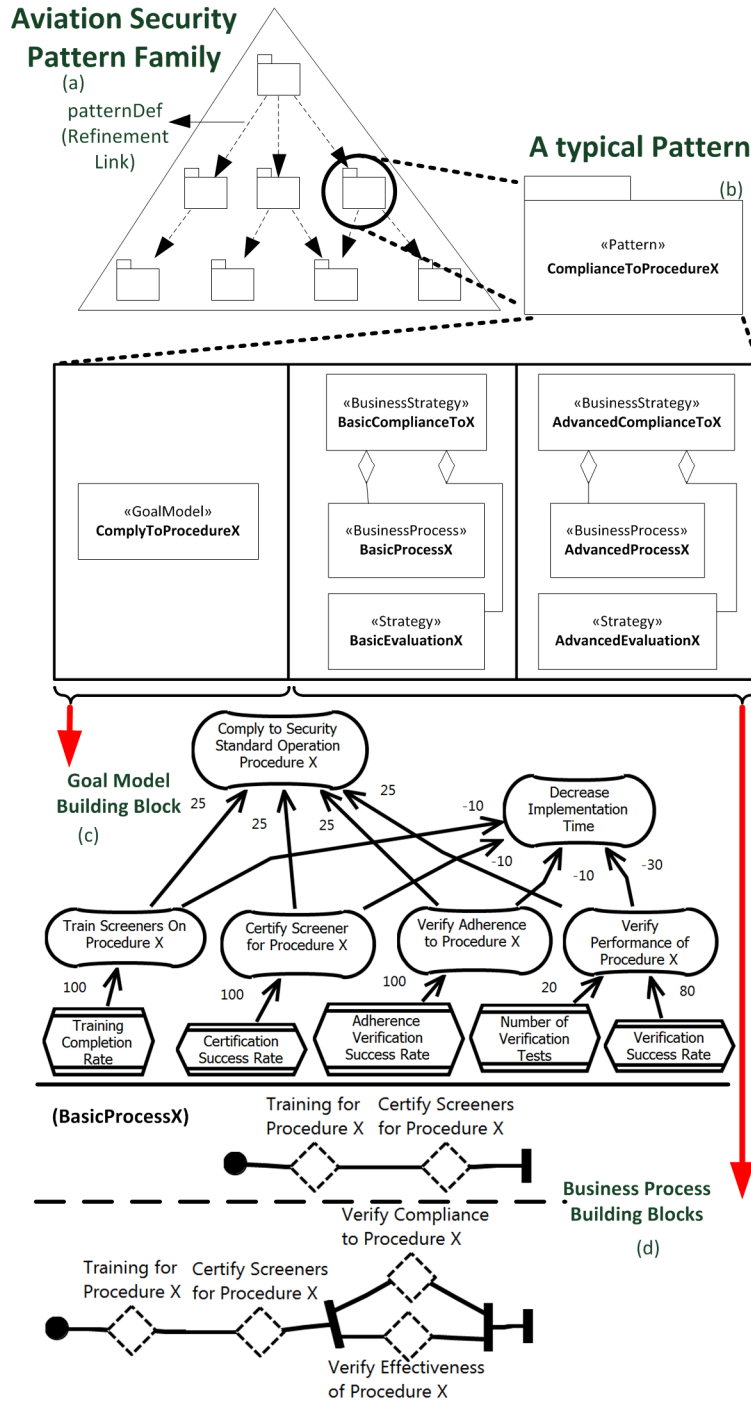 Aviation Security
Pattern Family
(a)
patternDef
(Refinement
Link)
A typical Pattern
(b)
«Pattern»
ComplianceToProcedureX
«GoalModel»
ComplyToProcedureX
«BusinessStrategy»
BasicComplianceToX
«BusinessProcess»
BasicProcessX
«Strategy»
BasicEvaluationX
«BusinessStrategy»
AdvancedComplianceToX
«BusinessProcess»
AdvancedProcessX
«Strategy»
AdvancedEvaluationX
Goal Model
Building Block
(c)
Comply to Security
Standard Operation
Procedure X
Decrease
Implementation
Time
25
25
25
25
-10
-10
-10
-30
Train Screeners On
Procedure X
Certify Screener
for Procedure X
Verify Adherence
to Procedure X
Verify
Performance of
Procedure X
100
100
100
20
80
Training
Completion
Rate
Certification
Success Rate
Adherence
Verification
Success Rate
Number of
Verification
Tests
Verification
Success Rate
(BasicProcessX)
Training for
Procedure X
Certify Screeners
for Procedure X
Business Process
Building Blocks
(d)
Training for
Procedure X
Certify Screeners
for Procedure X
Verify Compliance
to Procedure X
Verify Effectiveness
of Procedure X